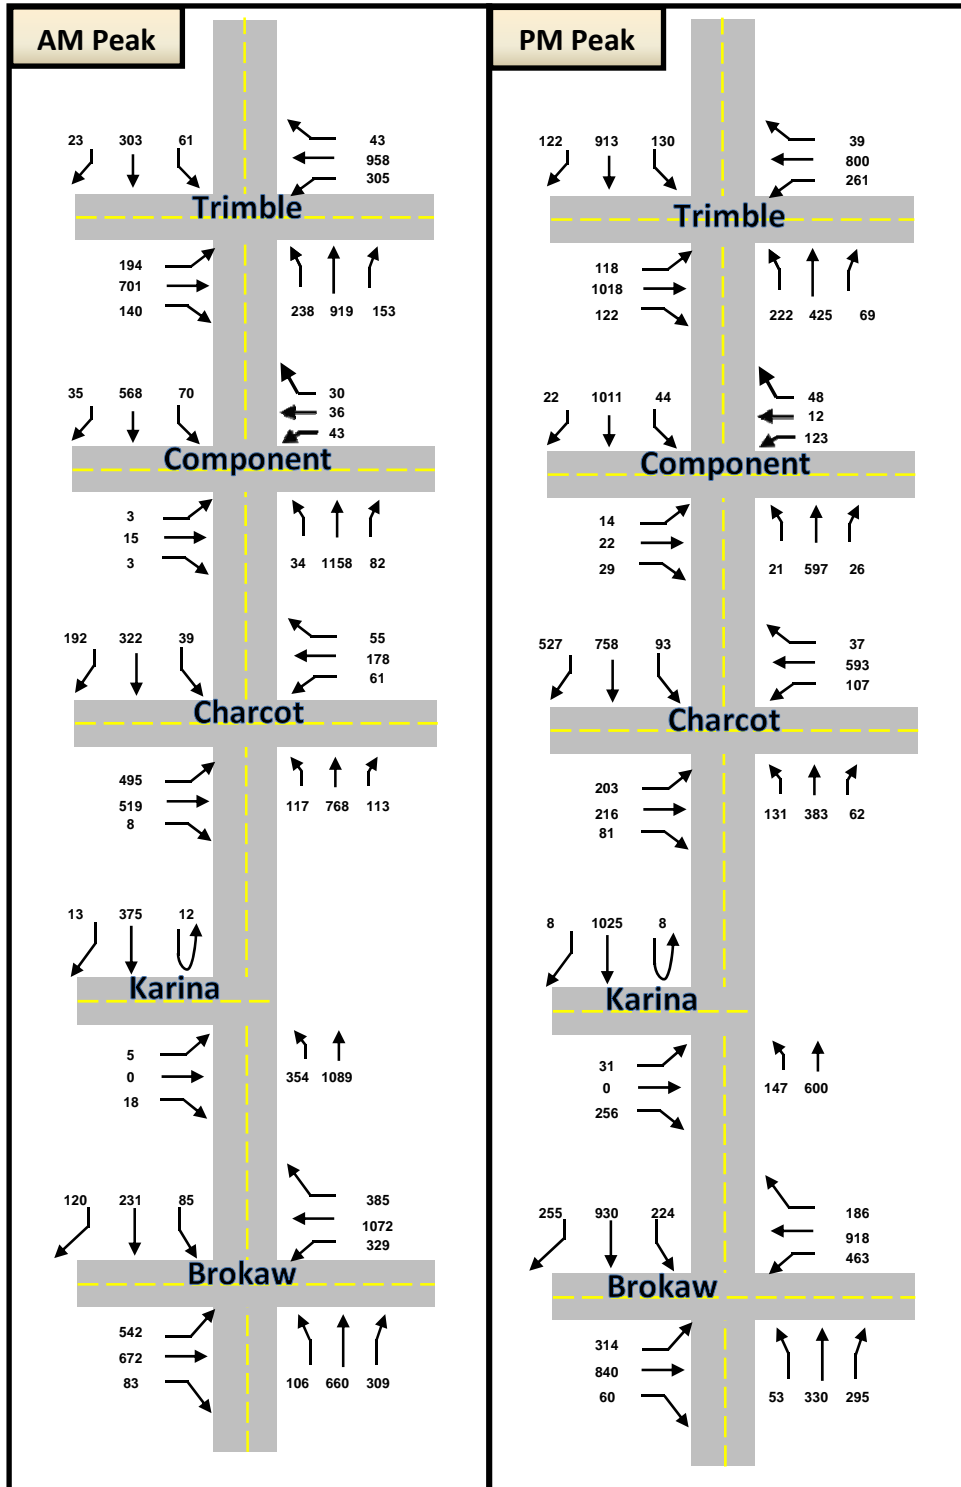 AM Peak
23 303 61
43
958
305
Trimble
194
701
140
238 919 153
35 568 70
30
36
43
Component
3
15
3
34 1158 82
192 322 39
55
178
61
Charcot
495
519
8
117 768 113
13 375 12
Karina
5
0
18
354 1089
120 231 85
385
1072
329
Brokaw
542
672
83
106 660 309
PM Peak
122 913 130
39
800
261
Trimble
118
1018
122
222 425 69
22 1011 44
48
12
123
Component
14
22
29
21 597 26
527 758 93
37
593
107
Charcot
203
216
81
131 383 62
8 1025 8
Karina
31
0
256
147 600
255 930 224
186
918
463
Brokaw
314
840
60
53 330 295